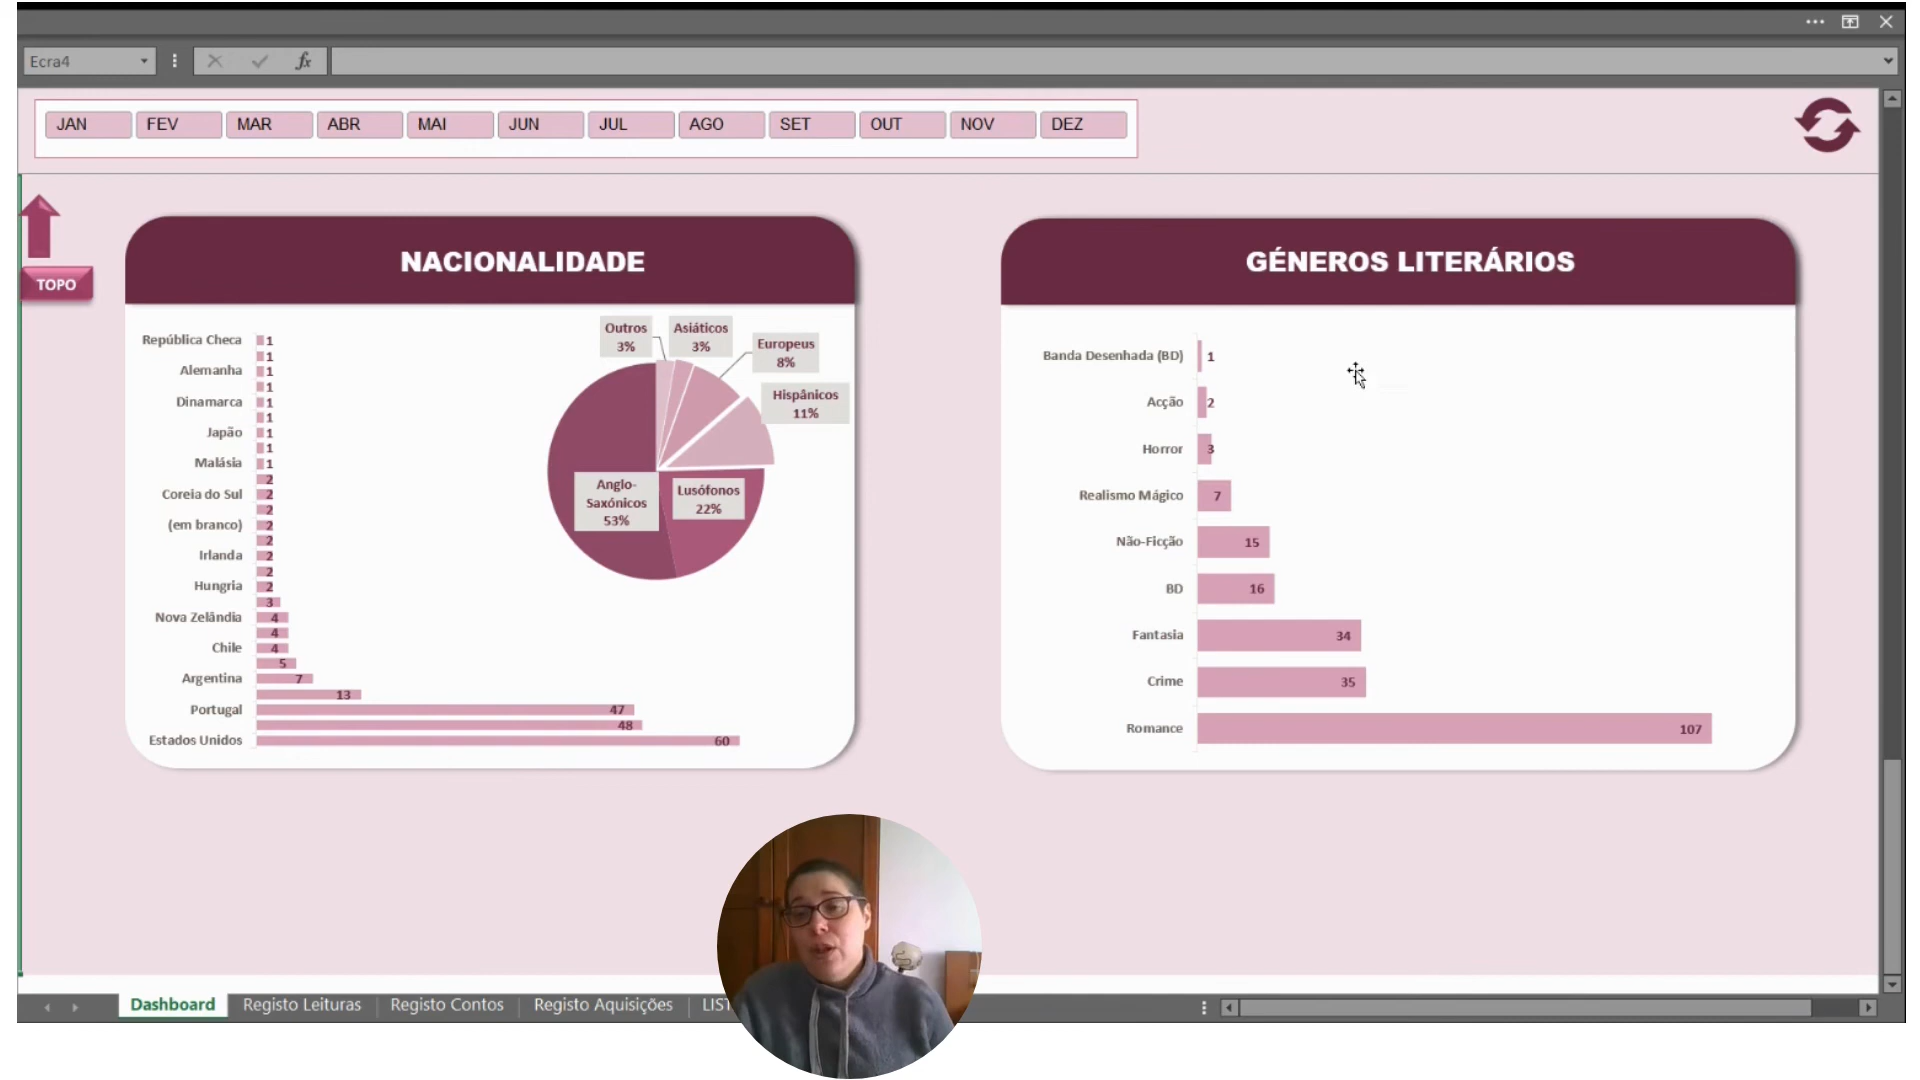 Ecra4
fx
JAN FEV MAR ABR MAI JUN JUL AGO SET OUT NOV DEZ
TOPO
NACIONALIDADE
República Checa 1
1
Alemanha 1
1
Dinamarca 1
1
Japão 1
1
Malásia 1
2
Coreia do Sul 2
2
(em branco) 2
2
Irlanda 2
2
Hungria 2
3
Nova Zelândia 4
4
Chile 4
5
Argentina 7
13
Portugal 47
48
Estados Unidos 60
Outros
3%
Asiáticos
3%
Europeus
8%
Hispânicos
11%
Anglo-
Saxónicos
53%
Lusófonos
22%
GÉNEROS LITERÁRIOS
Banda Desenhada (BD) 1
Acção 2
Horror 3
Realismo Mágico 7
Não-Ficção 15
BD 16
Fantasia 34
Crime 35
Romance 107
Dashboard Registo Leituras Registo Contos Registo Aquisições